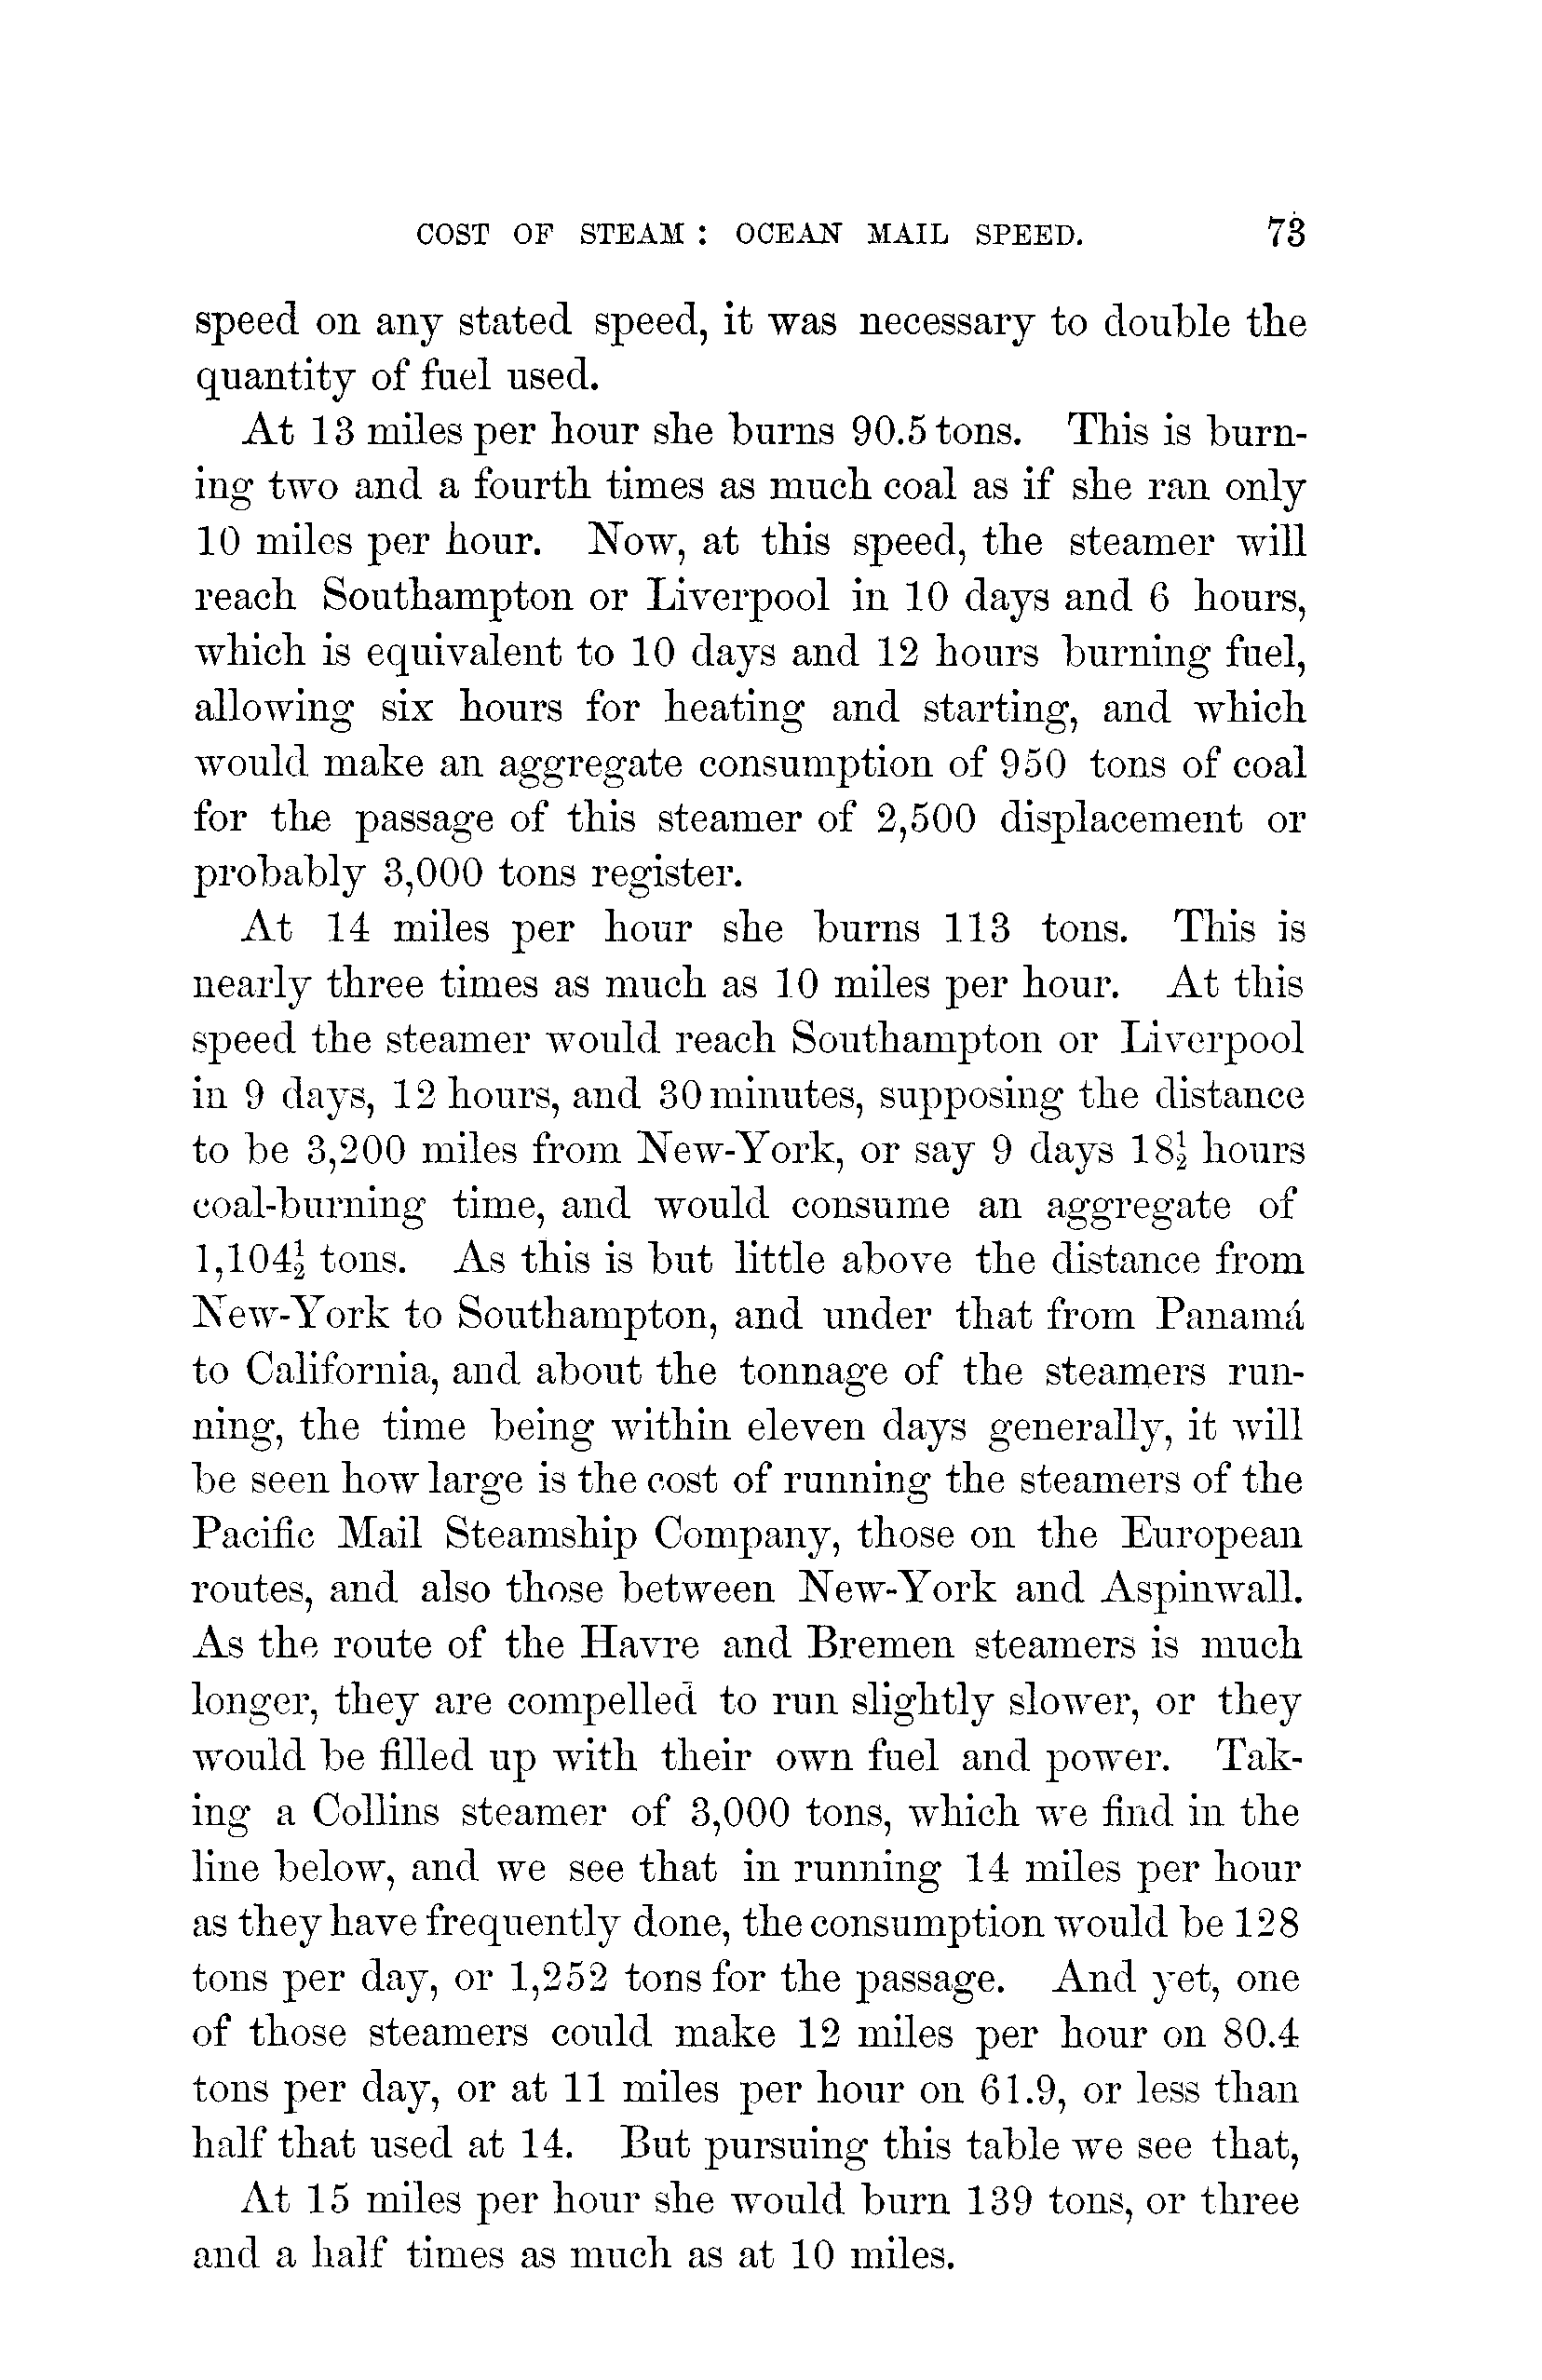 COST OF STEAM: OCEAN MAIL SPEED. 73
speed on any stated speed, it was necessary to double the
quantity of fuel used.
At 13 miles per hour she burns 90.5 tons. This is burn-
ing two and a fourth times as much coal as if she ran only
10 miles per hour. Now, at this speed, the steamer will
reach Southampton or Liverpool in 10 days and 6 hours,
which is equivalent to 10 days and 12 hours burning fuel,
allowing six hours for heating and starting, and which
would make an aggregate consumption of 950 tons of coal
for the passage of this steamer of 2,500 displacement or
probably 3,000 tons register.
At 14 miles per hour she burns 113 tons. This is
nearly three times as much as 10 miles per hour. At this
speed the steamer would reach Southampton or Liverpool
in 9 days, 12 hours, and 30 minutes, supposing the distance
to be 3,200 miles from New-York, or say 9 days 18½ hours
coal-burning time, and would consume an aggregate of
1,104½ tons. As this is but little above the distance from
New-York to Southampton, and under that from Panamá
to California, and about the tonnage of the steamers run-
ning, the time being within eleven days generally, it will
be seen how large is the cost of running the steamers of the
Pacific Mail Steamship Company, those on the European
routes, and also those between New-York and Aspinwall.
As the route of the Havre and Bremen steamers is much
longer, they are compelled to run slightly slower, or they
would be filled up with their own fuel and power. Tak-
ing a Collins steamer of 3,000 tons, which we find in the
line below, and we see that in running 14 miles per hour
as they have frequently done, the consumption would be 128
tons per day, or 1,252 tons for the passage. And yet, one
of those steamers could make 12 miles per hour on 80.4
tons per day, or at 11 miles per hour on 61.9, or less than
half that used at 14. But pursuing this table we see that,
At 15 miles per hour she would burn 139 tons, or three
and a half times as much as at 10 miles.